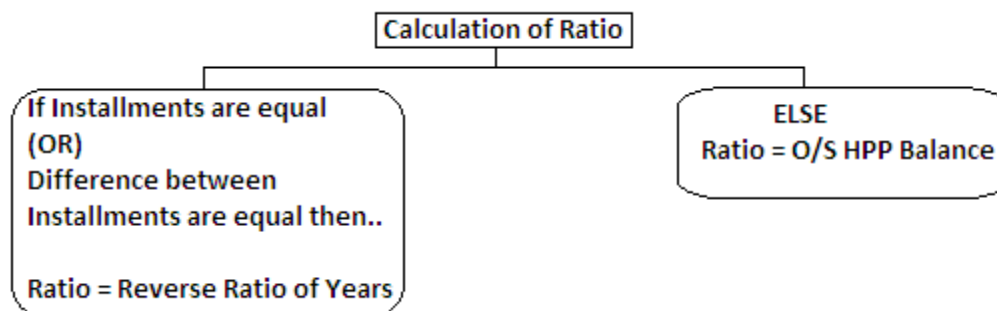 Calculation of Ratio
If Installments are equal
(OR)
Difference between
Installments are equal then..
Ratio = Reverse Ratio of Years
ELSE
Ratio = O/S HPP Balance